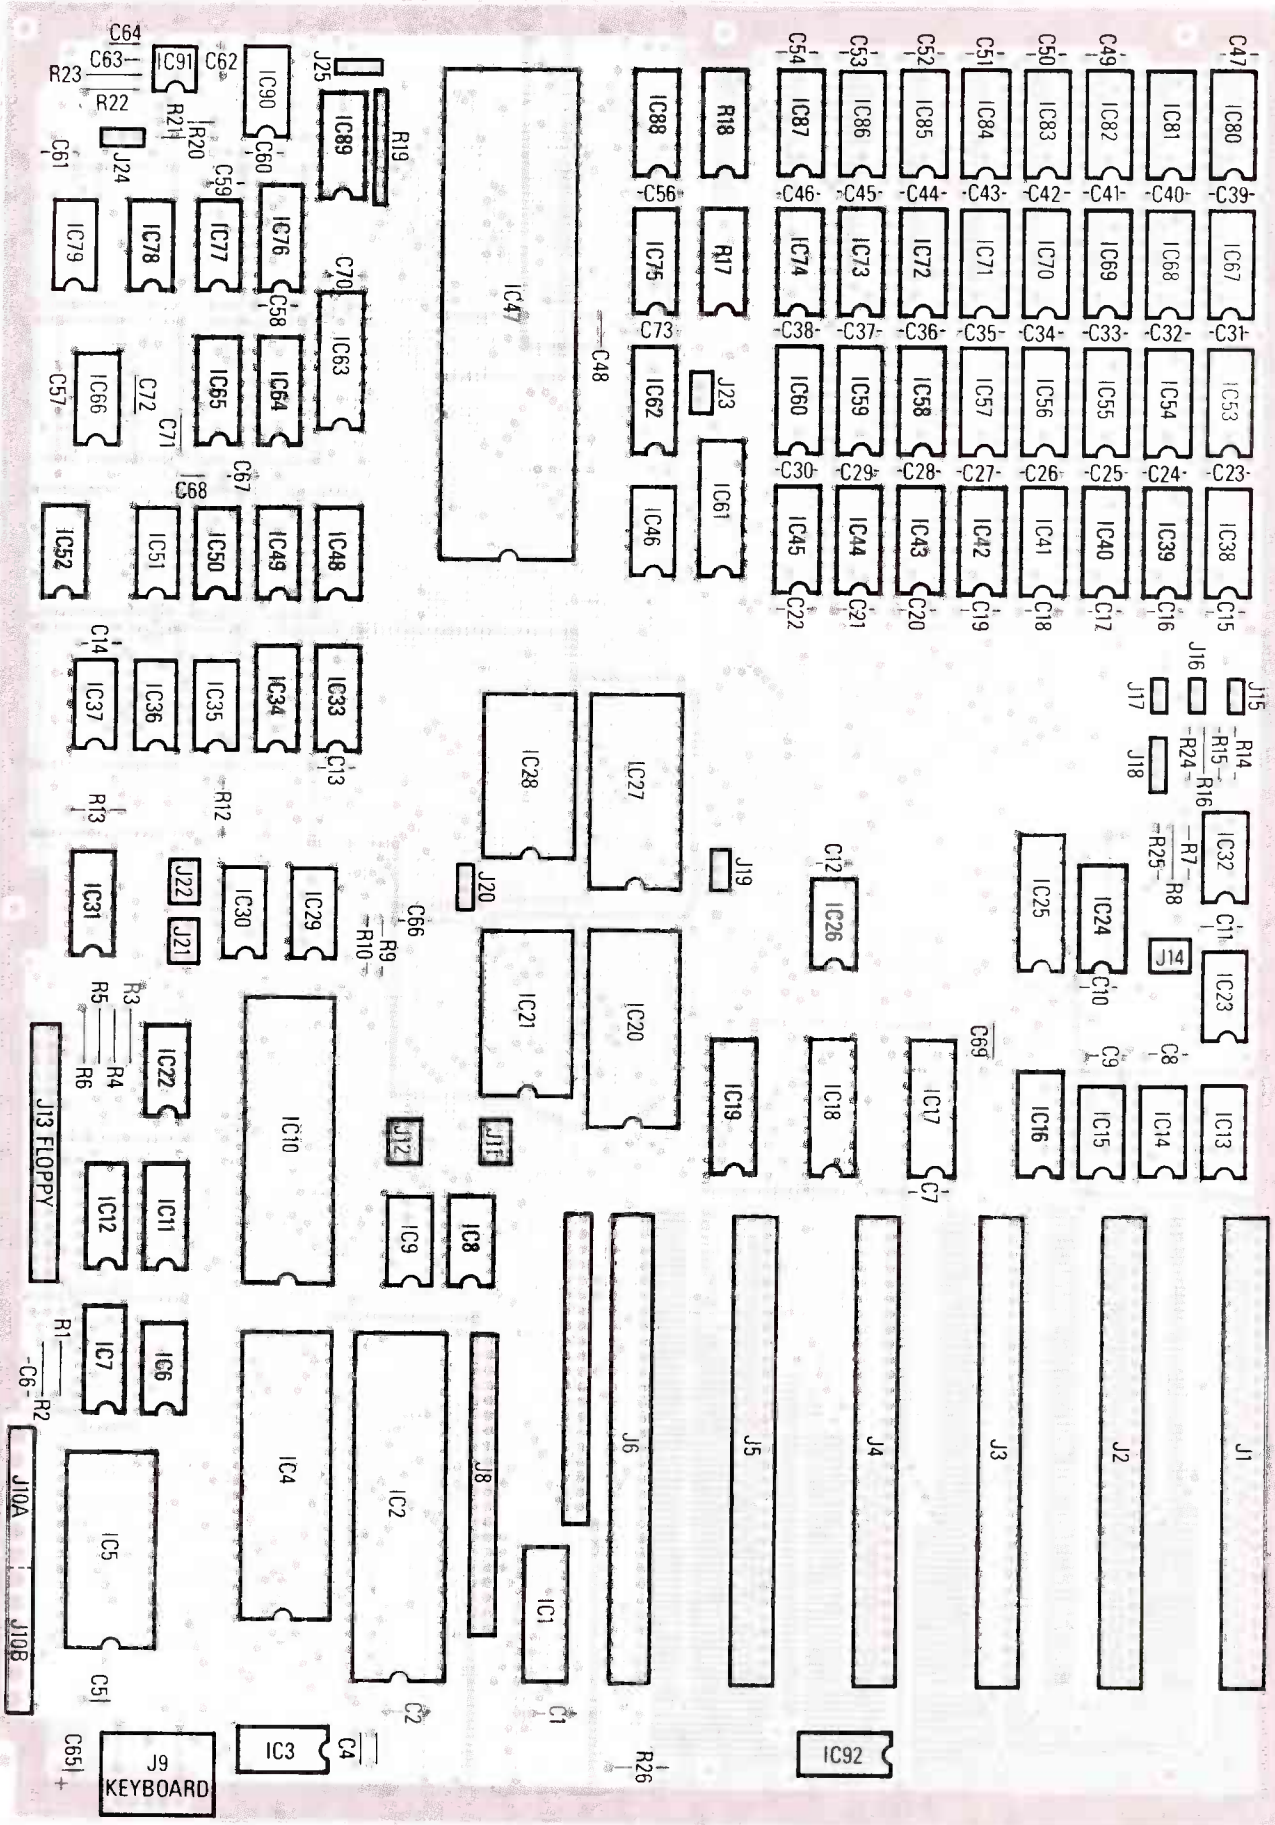 C64
C63
R23
R22
IC91
C62
IC90
J25
R21
R20
C61
J24
C60
IC89
R19
C59
IC88
R18
C54
C53
C52
C51
C50
C49
C47
IC87
IC86
IC85
IC84
IC83
IC82
IC81
IC80
-C56-
-C46-
-C45-
-C44-
-C43-
-C42-
-C41-
-C40-
-C39-
IC79
IC78
IC77
IC76
C70
C58
IC63
IC47
C48
IC75
R17
IC74
IC73
IC72
IC71
IC70
IC69
IC68
IC67
C73
-C38-
-C37-
-C36-
-C35-
-C34-
-C33-
-C32-
-C31-
C57
IC66
C72
C71
IC65
IC64
IC62
J23
IC60
IC59
IC58
IC57
IC56
IC55
IC54
IC53
C68
C67
-C30-
-C29-
-C28-
-C27-
-C26-
-C25-
-C24-
-C23-
IC52
IC51
IC50
IC49
IC48
IC46
IC61
IC45
IC44
IC43
IC42
IC41
IC40
IC39
IC38
C22
C21
C20
C19
C18
C17
C16
C15
C14
IC37
IC36
IC35
IC34
IC33
C13
IC28
IC27
J17
J16
J15
J18
-R24-
-R15-
R14
R16
R13
R12
IC31
J22
J21
IC30
IC29
C66
-R10-
-R9-
J20
J19
C12
IC26
IC25
IC24
C10
-R25-
-R7-
R8
IC32
C11
J14
IC23
R5
R3
R6
R4
IC22
IC10
IC21
IC20
IC19
IC18
IC17
C7
C69
C9
C8
IC16
IC15
IC14
IC13
J13 FLOPPY
J12
J11
IC12
IC11
IC9
IC8
R1
-C6-
R2
IC7
IC6
J10A
J10B
IC5
IC4
IC2
J8
IC1
J6
J5
J4
J3
J2
J1
C5
C2
C1
C65
+
J9
KEYBOARD
IC3
C4
-R26-
IC92